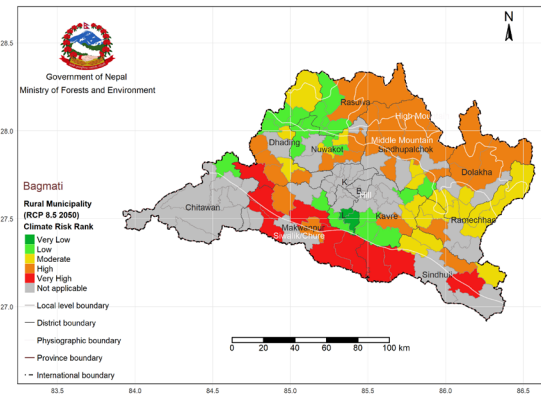 N
28.5
28.0
27.5
27.0
Government of Nepal
Ministry of Forests and Environment
Bagmati
Rural Municipality
(RCP 8.5 2050)
Climate Risk Rank
Very Low
Low
Moderate
High
Very High
Not applicable
Local level boundary
District boundary
Physiographic boundary
Province boundary
International boundary
Rasuwa
High Mou
Middle Mountain
Dhading
Nuwakot
Sindhupalchok
Dolakha
K
B
Hill
L
Chitawan
Kavre
Ramechhap
Makwanpur
Siwalik/Chure
Sindhuli
0 20 40 60 80 100 km
83.5 84.0 84.5 85.0 85.5 86.0 86.5